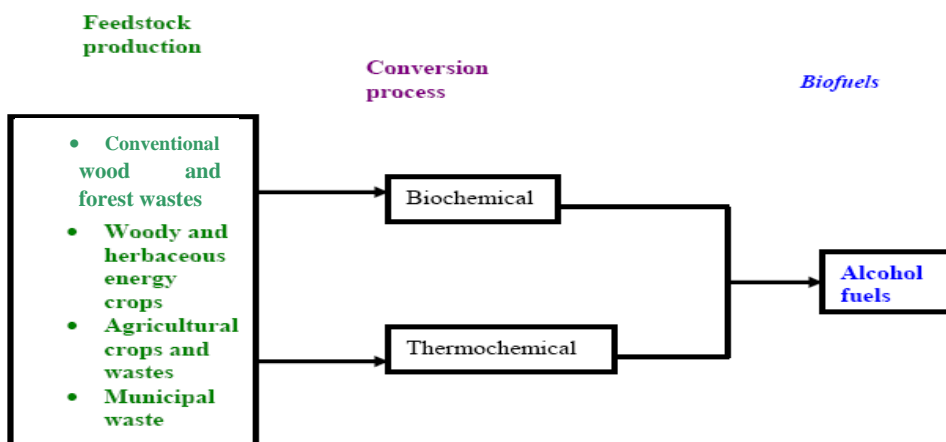 Feedstock
production
Conversion
process
Biofuels
• Conventional
wood and
forest wastes
• Woody and
herbaceous
energy
crops
• Agricultural
crops and
wastes
• Municipal
waste
Biochemical
Thermochemical
Alcohol
fuels